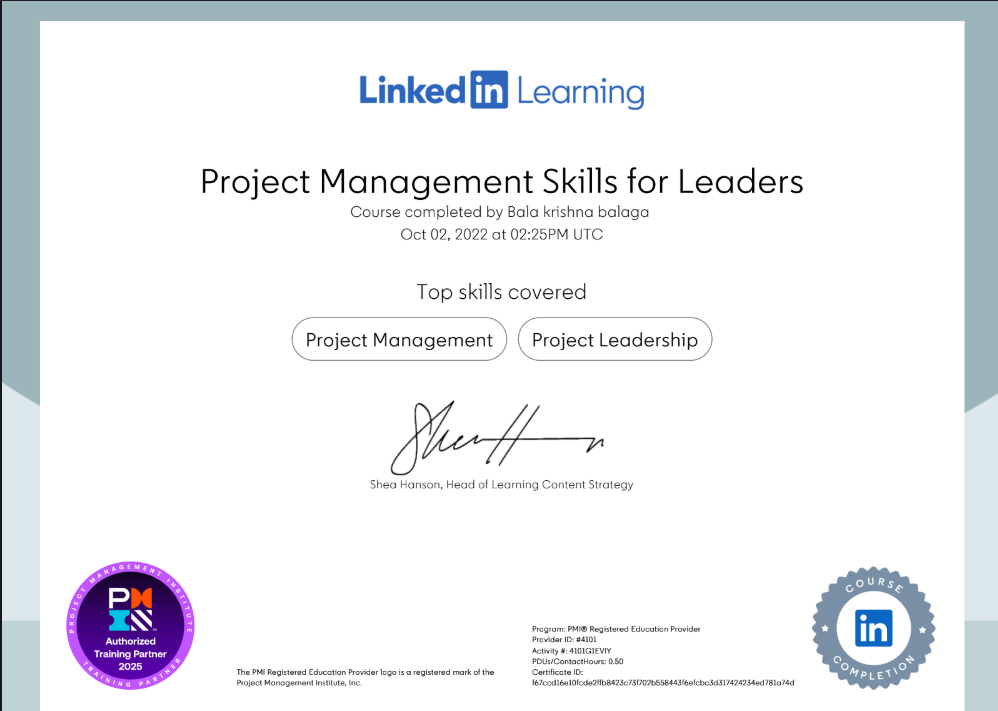 LinkedIn Learning
Project Management Skills for Leaders
Course completed by Bala krishna balaga
Oct 02, 2022 at 02:25PM UTC
Top skills covered
Project Management
Project Leadership
Shea Hanson, Head of Learning Content Strategy
PROJECT MANAGEMENT INSTITUTE
PMI
Authorized
Training Partner
2025
TRAINING PARTNER
The PMI Registered Education Provider logo is a registered mark of the
Project Management Institute, Inc.
Program: PMI® Registered Education Provider
Provider ID: #4101
Activity #: 4101G1EVIY
PDUs/ContactHours: 0.50
Certificate ID:
f67ccd16e10fcde2ffb8423c73f702b558443f6efcbc3d317424234ed781a74d
COURSE
in
COMPLETION